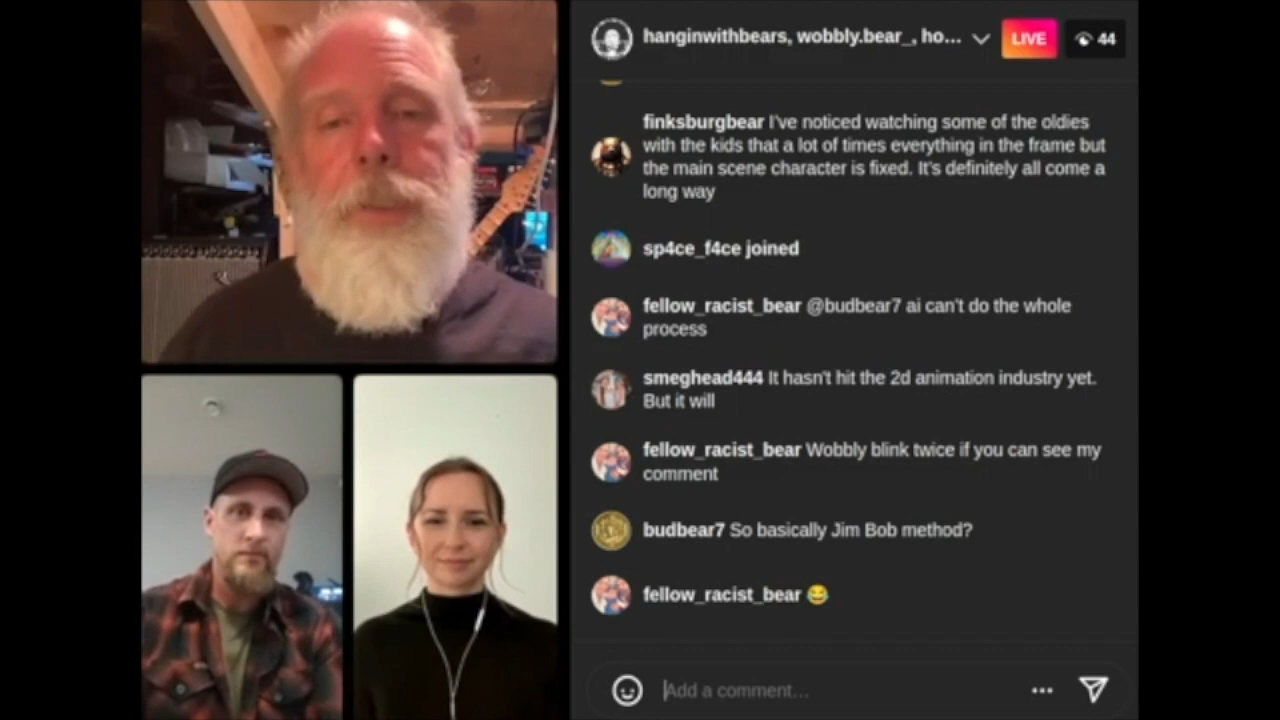 hanginwithbears, wobbly.bear_, ho...
LIVE
44
finksburgbear I've noticed watching some of the oldies
with the kids that a lot of times everything in the frame but
the main scene character is fixed. It's definitely all come a
long way
sp4ce_f4ce joined
fellow_racist_bear @budbear7 ai can't do the whole
process
smeghead444 It hasn't hit the 2d animation industry yet.
But it will
fellow_racist_bear Wobbly blink twice if you can see my
comment
budbear7 So basically Jim Bob method?
fellow_racist_bear 😂
Add a comment...